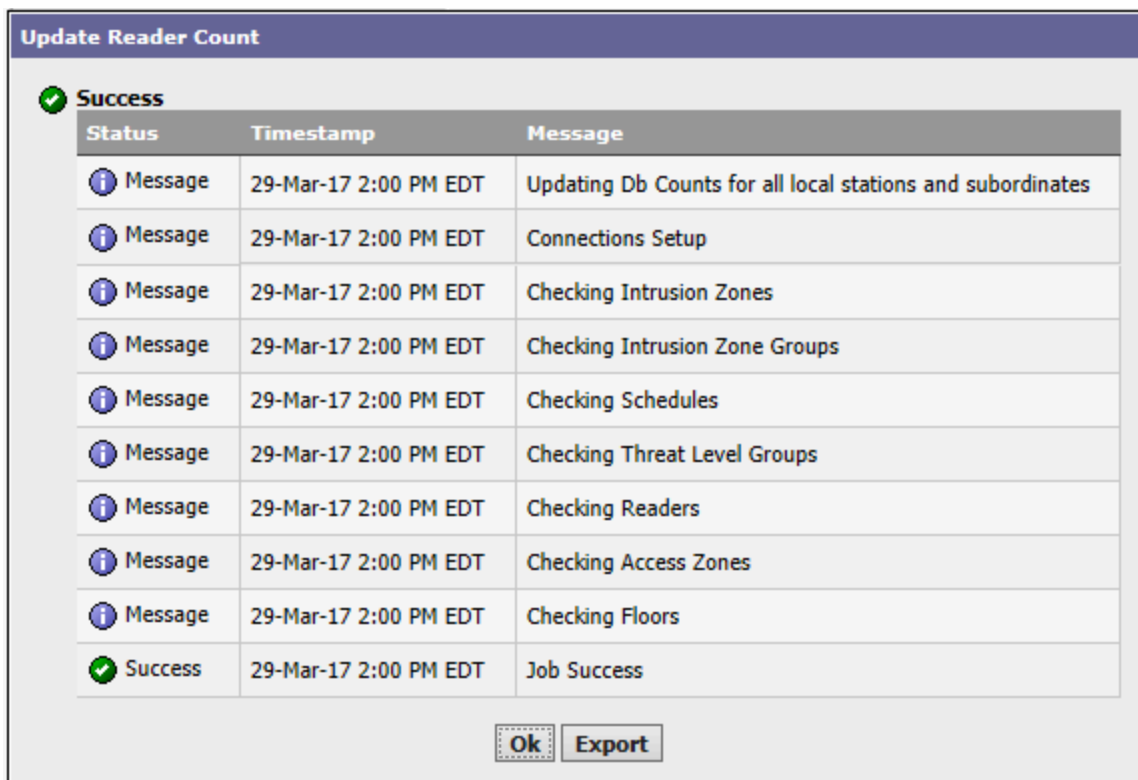 Update Reader Count
Success
Status Timestamp Message
Message 29-Mar-17 2:00 PM EDT Updating Db Counts for all local stations and subordinates
Message 29-Mar-17 2:00 PM EDT Connections Setup
Message 29-Mar-17 2:00 PM EDT Checking Intrusion Zones
Message 29-Mar-17 2:00 PM EDT Checking Intrusion Zone Groups
Message 29-Mar-17 2:00 PM EDT Checking Schedules
Message 29-Mar-17 2:00 PM EDT Checking Threat Level Groups
Message 29-Mar-17 2:00 PM EDT Checking Readers
Message 29-Mar-17 2:00 PM EDT Checking Access Zones
Message 29-Mar-17 2:00 PM EDT Checking Floors
Success 29-Mar-17 2:00 PM EDT Job Success
Ok Export